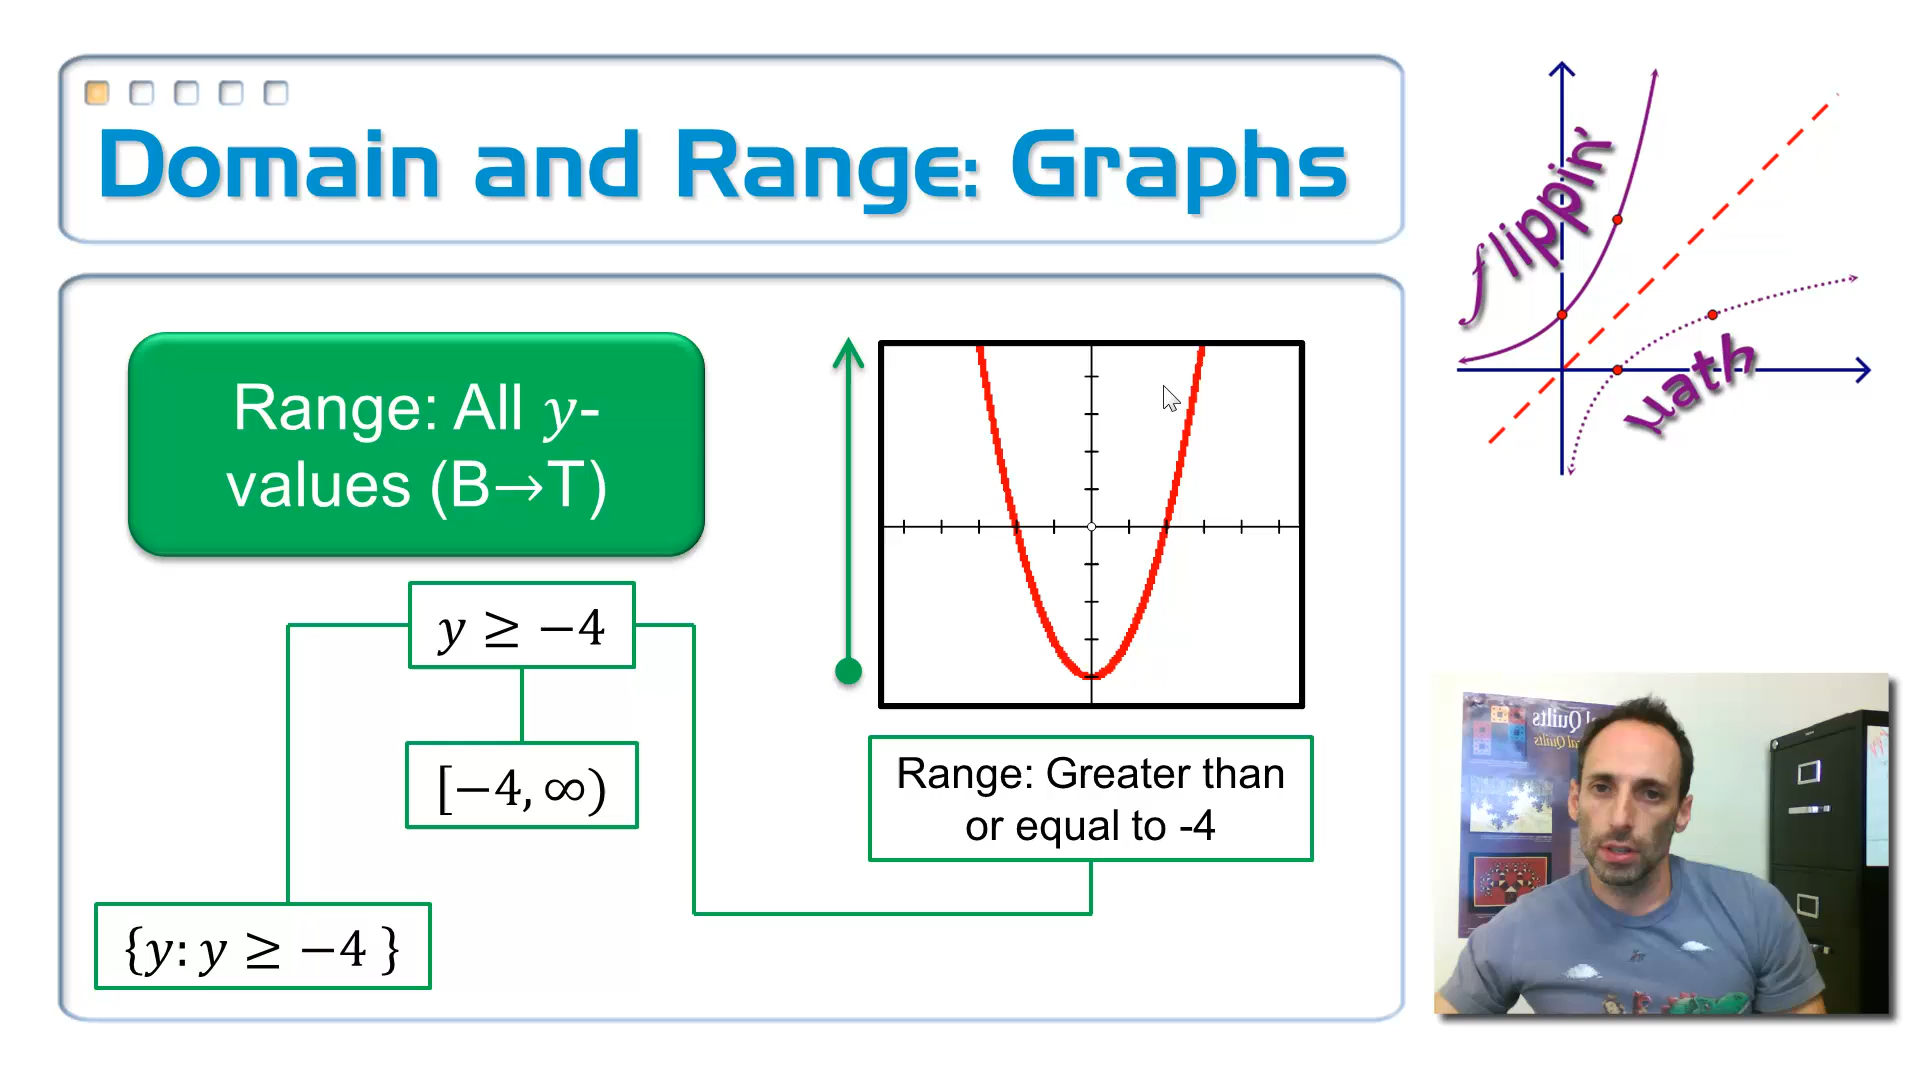 Domain and Range: Graphs
flippin'
math
Range: All y-
values (B→T)
y ≥ −4
[−4, ∞)
{y: y ≥ −4 }
Range: Greater than
or equal to -4